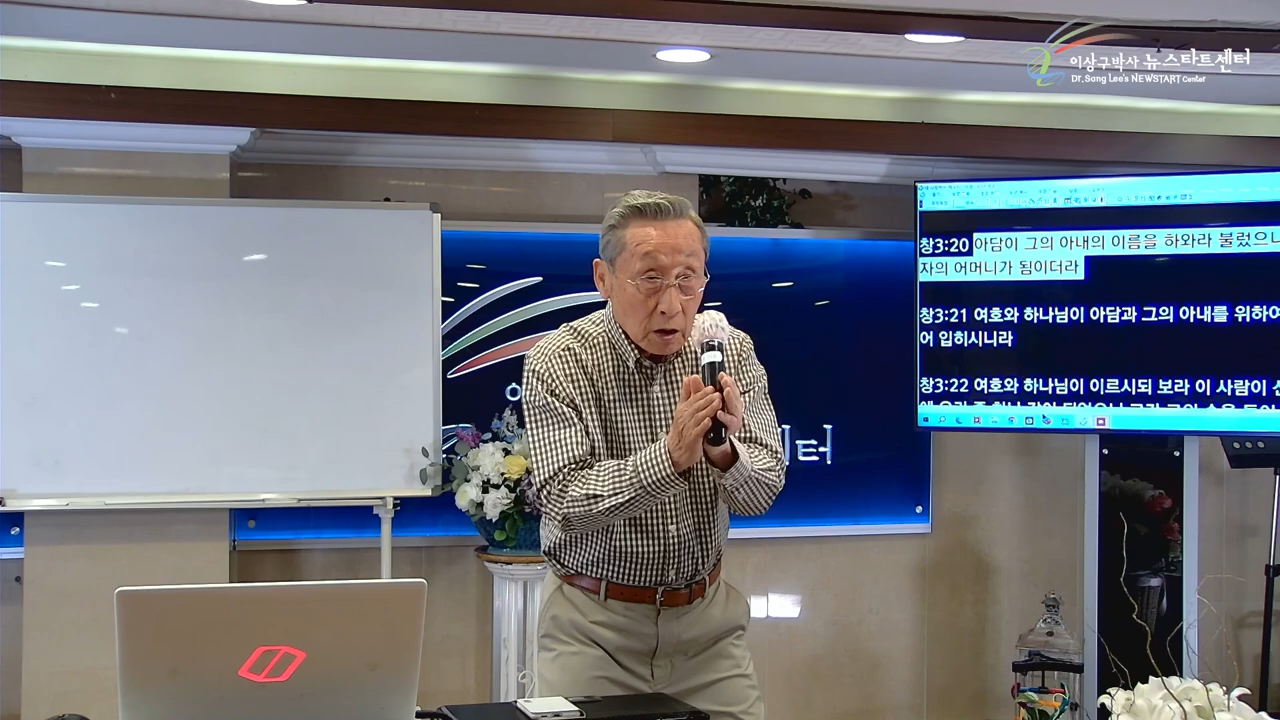 이상구박사 뉴스타트센터
Dr. Sang Lee's NEWSTART Center
창3:20 아담이 그의 아내의 이름을 하와라 불렀으니
자의 어머니가 됨이더라
창3:21 여호와 하나님이 아담과 그의 아내를 위하여
어 입히시니라
창3:22 여호와 하나님이 이르시되 보라 이 사람이 선
터